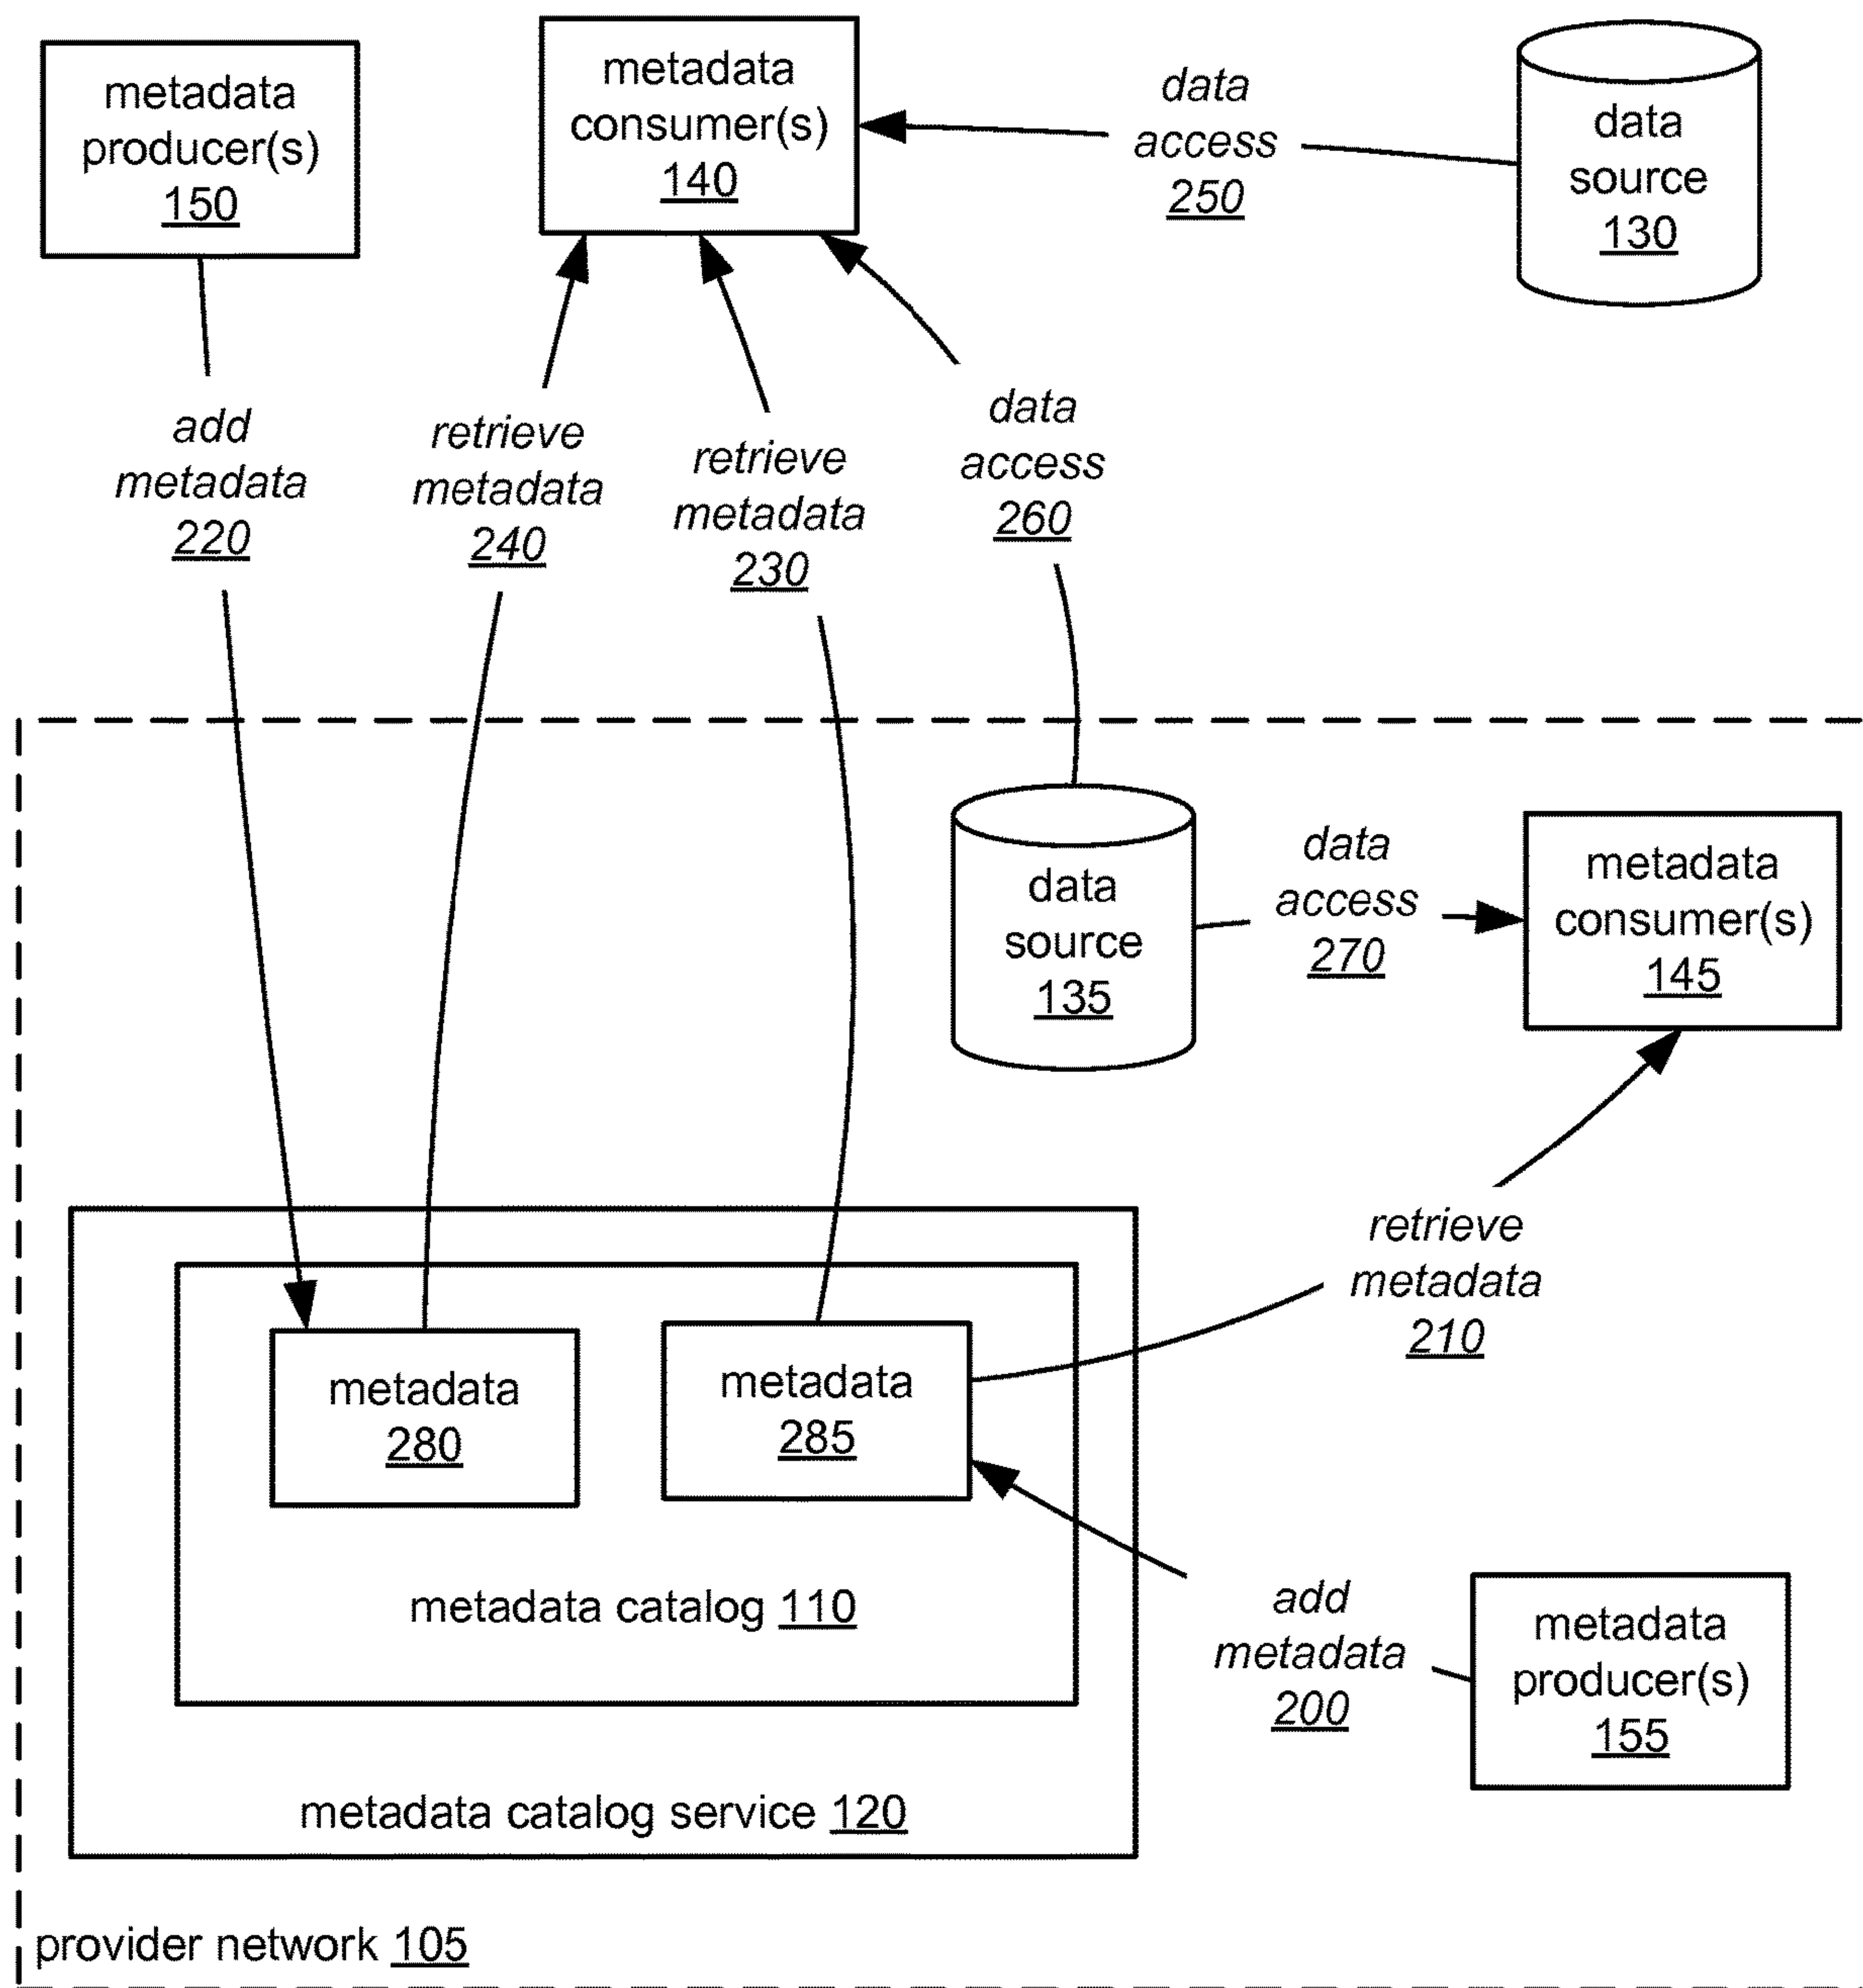 metadata
producer(s)
150
metadata
consumer(s)
140
data
access
250
data
source
130
add
metadata
220
retrieve
metadata
240
retrieve
metadata
230
data
access
260
data
source
135
data
access
270
metadata
consumer(s)
145
retrieve
metadata
210
metadata
280
metadata
285
metadata catalog 110
add
metadata
200
metadata
producer(s)
155
metadata catalog service 120
provider network 105